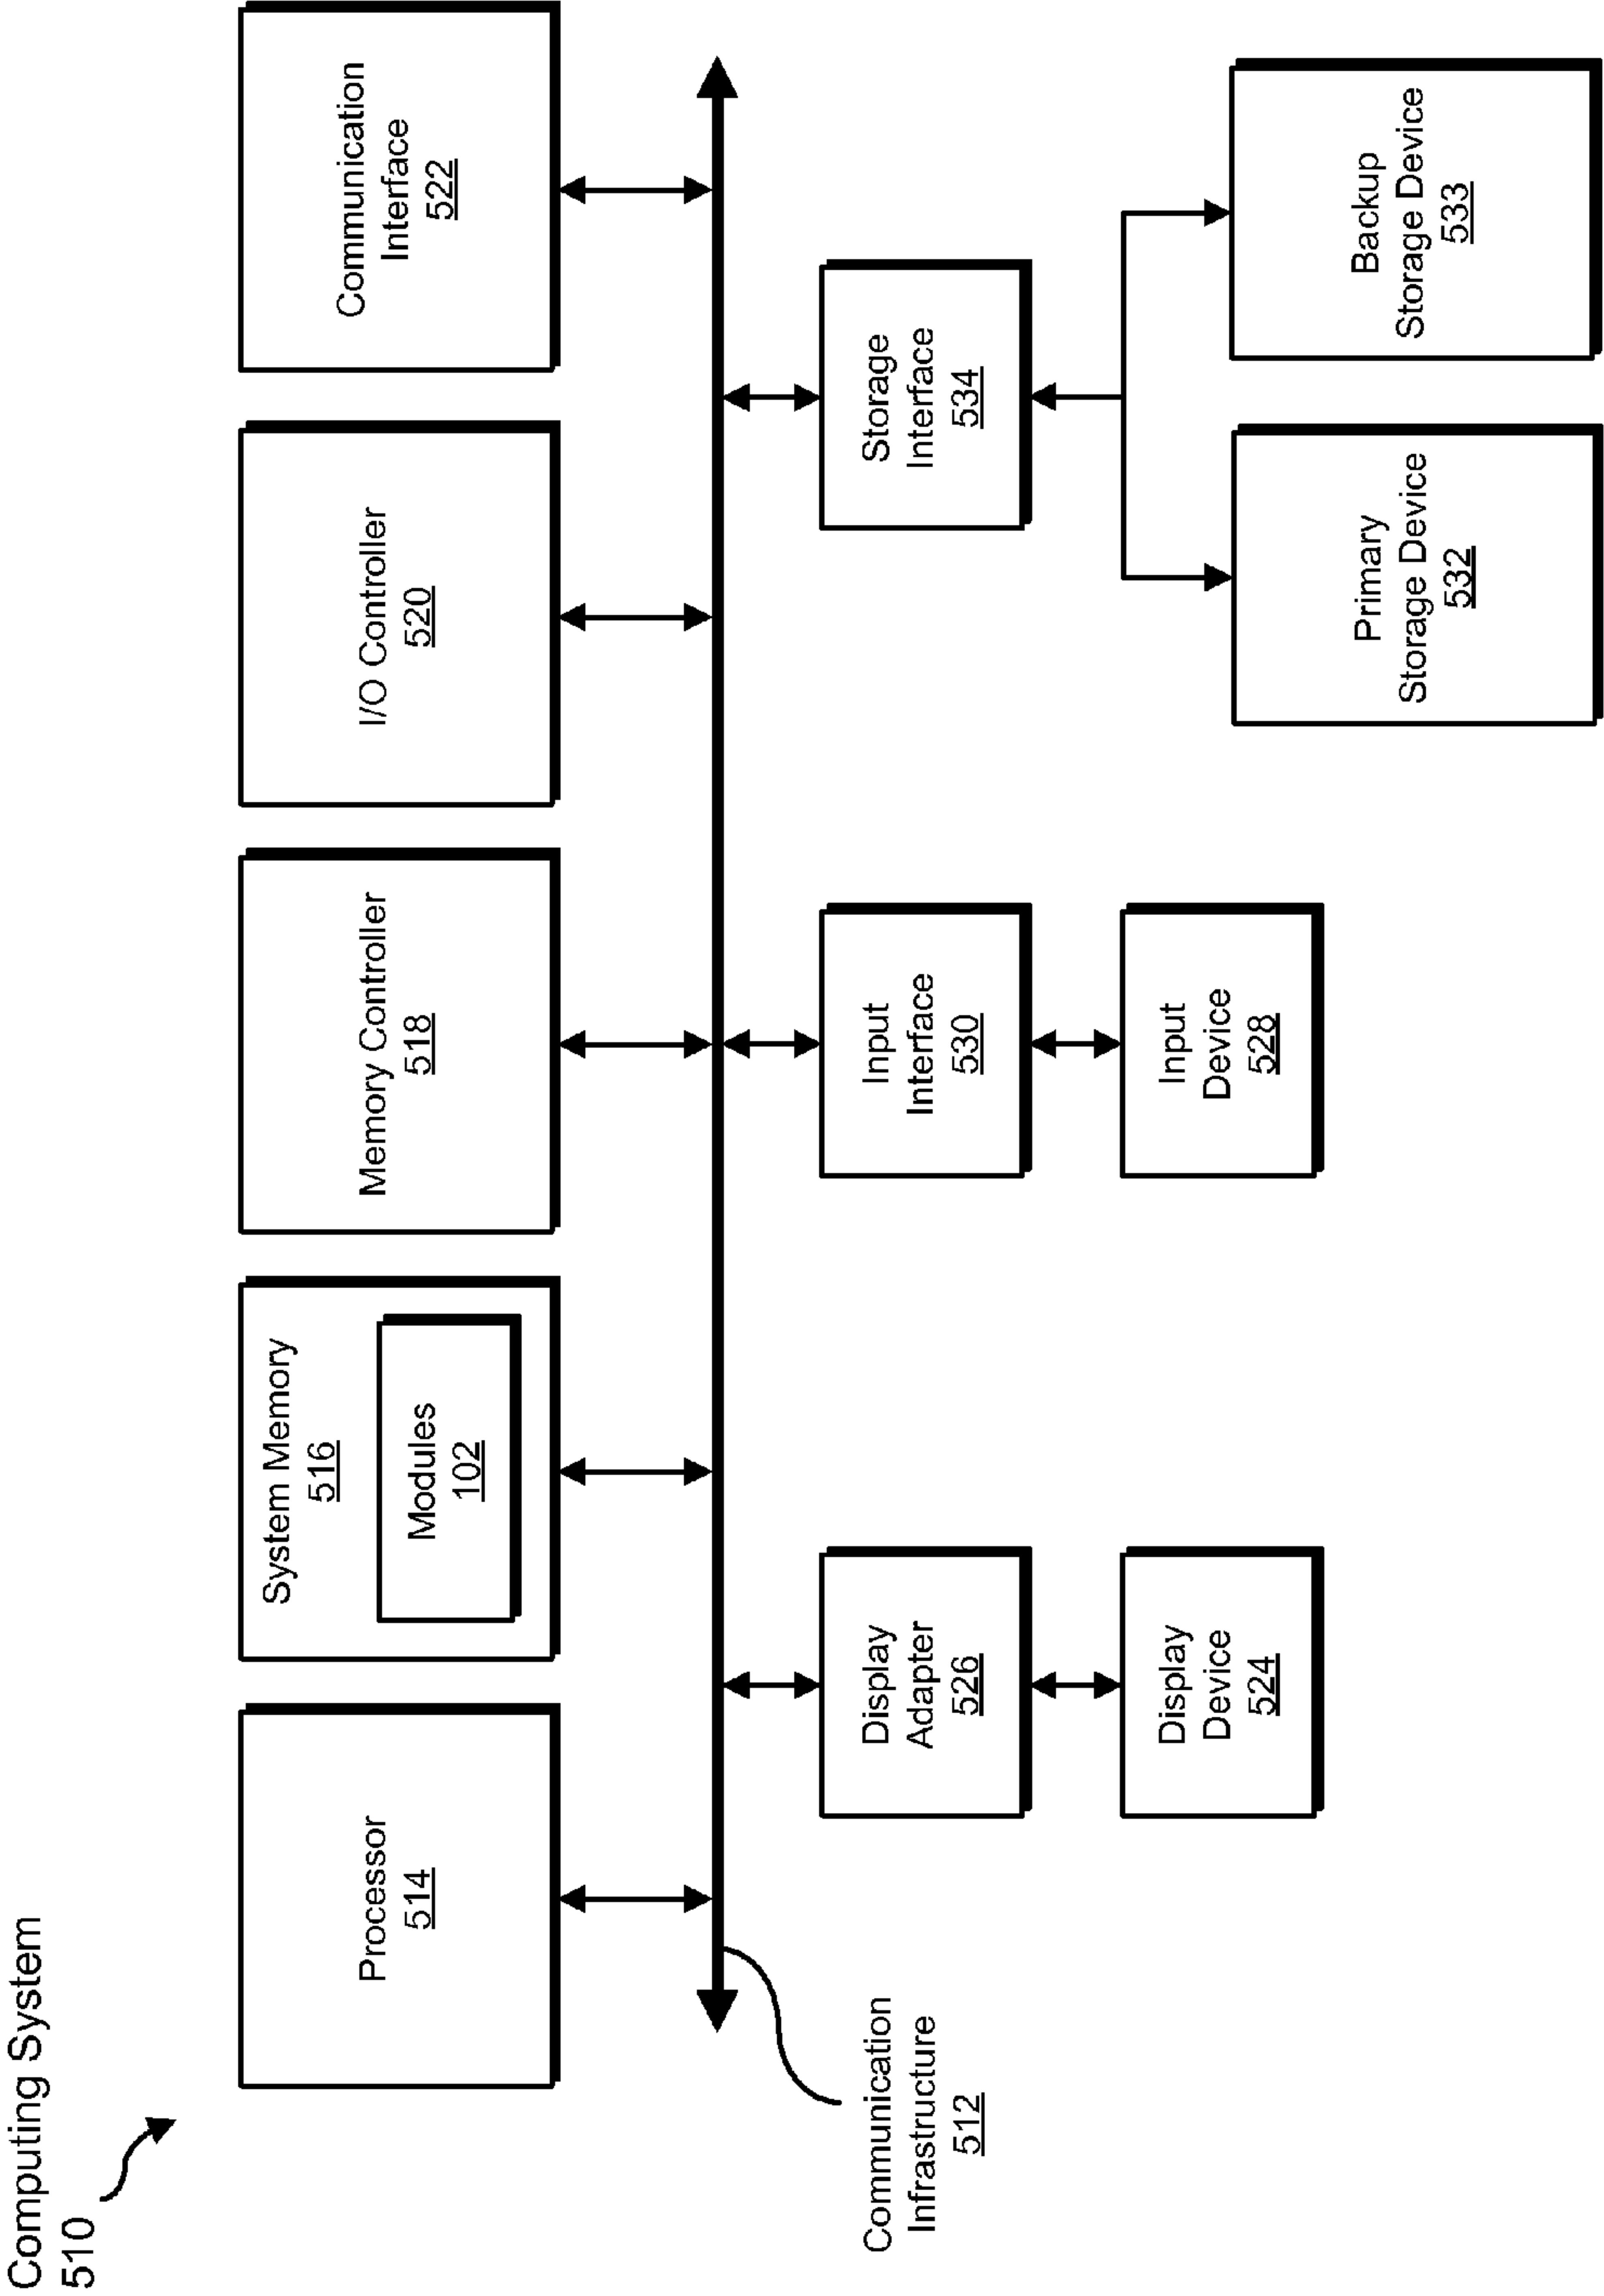 Computing System
510
Processor
514
System Memory
516
Modules
102
Memory Controller
518
I/O Controller
520
Communication
Interface
522
Communication
Infrastructure
512
Display
Adapter
526
Input
Interface
530
Storage
Interface
534
Display
Device
524
Input
Device
528
Primary
Storage Device
532
Backup
Storage Device
533